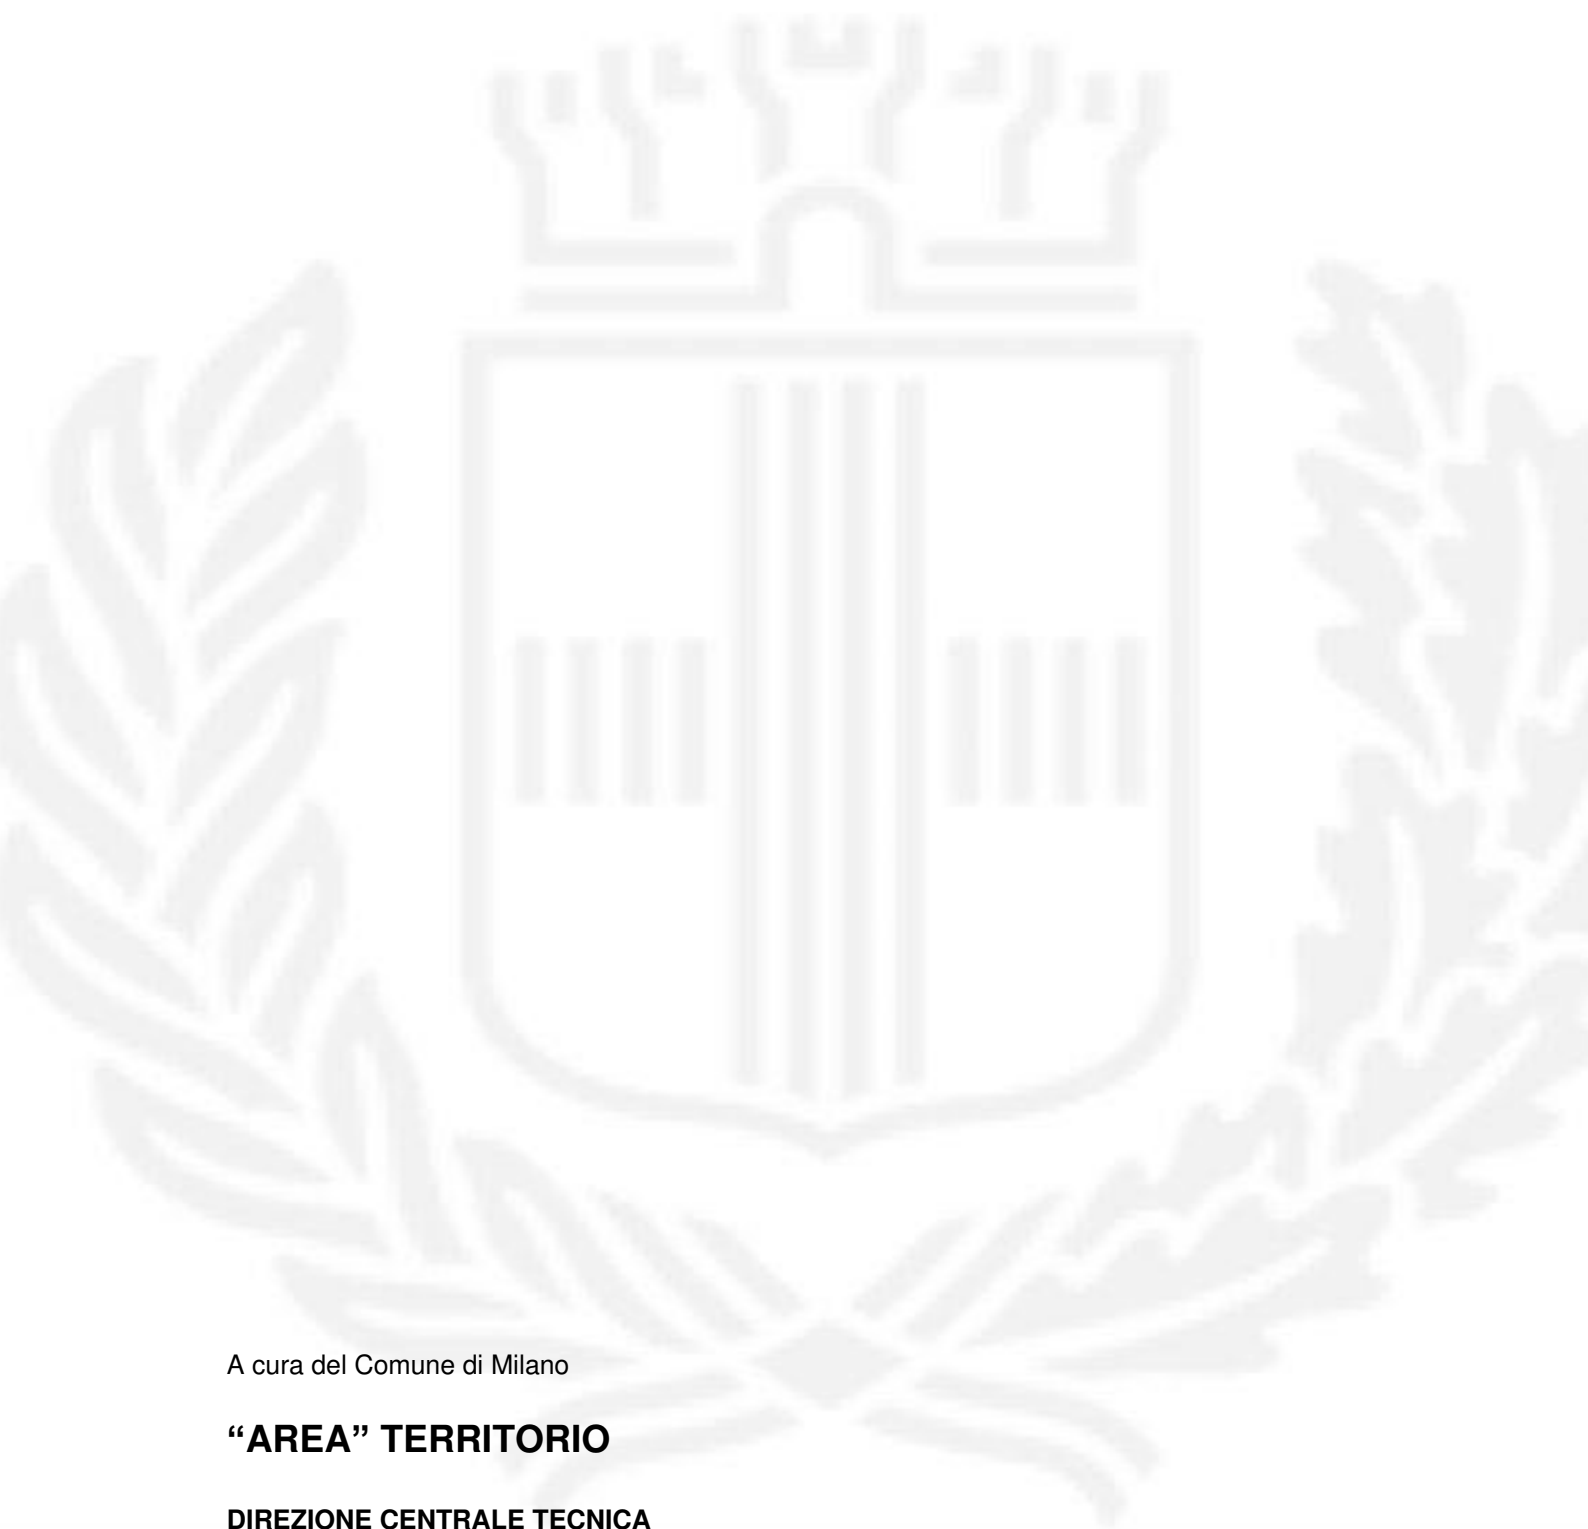 A cura del Comune di Milano
“AREA” TERRITORIO
DIREZIONE CENTRALE TECNICA